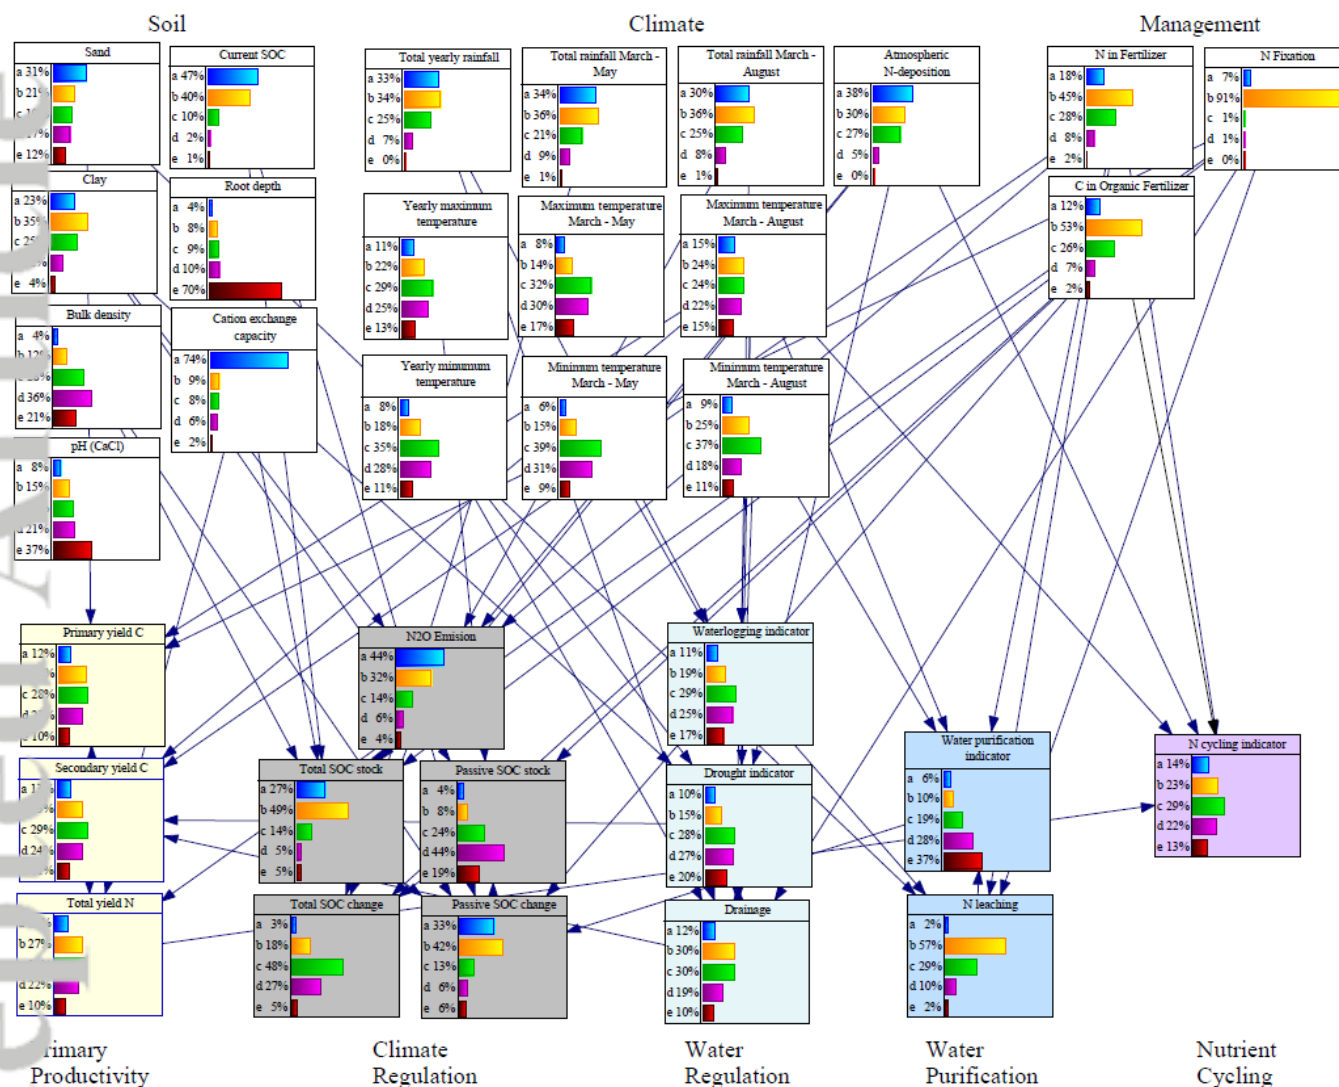 Soil
Climate
Management
Sand
a 31%
b 21%
e 12%
Current SOC
a 47%
b 40%
c 10%
d 2%
e 1%
Total yearly rainfall
a 33%
b 34%
c 25%
d 7%
e 0%
Total rainfall March -
May
a 34%
b 36%
c 21%
d 9%
e 1%
Total rainfall March -
August
a 30%
b 36%
c 25%
d 8%
e 1%
Atmospheric
N-deposition
a 38%
b 30%
c 27%
d 5%
e 0%
N in Fertilizer
a 18%
b 45%
c 28%
d 8%
e 2%
N Fixation
a 7%
b 91%
c 1%
d 1%
e 0%
Clay
a 23%
b 35%
e 4%
Root depth
a 4%
b 8%
c 9%
d 10%
e 70%
Yearly maximum
temperature
a 11%
b 22%
c 29%
d 25%
e 13%
Maximum temperature
March - May
a 8%
b 14%
c 32%
d 30%
e 17%
Maximum temperature
March - August
a 15%
b 24%
c 24%
d 22%
e 15%
C in Organic Fertilizer
a 12%
b 53%
c 26%
d 7%
e 2%
Bulk density
a 4%
b 12%
d 36%
e 21%
Cation exchange
capacity
a 74%
b 9%
c 8%
d 6%
e 2%
Yearly minumum
temperature
a 8%
b 18%
c 35%
d 28%
e 11%
Minimum temperature
March - May
a 6%
b 15%
c 39%
d 31%
e 9%
Minimum temperature
March - August
a 9%
b 25%
c 37%
d 18%
e 11%
pH (CaCl)
a 8%
b 15%
d 21%
e 37%
Primary yield C
a 12%
c 28%
e 10%
N2O Emision
a 44%
b 32%
c 14%
d 6%
e 4%
Waterlogging indicator
a 11%
b 19%
c 29%
d 25%
e 17%
Water purification
indicator
a 6%
b 10%
c 19%
d 28%
e 37%
N cycling indicator
a 14%
b 23%
c 29%
d 22%
e 13%
Secondary yield C
c 29%
d 24%
Total SOC stock
a 27%
b 49%
c 14%
d 5%
e 5%
Passive SOC stock
a 4%
b 8%
c 24%
d 44%
e 19%
Drought indicator
a 10%
b 15%
c 28%
d 27%
e 20%
Total yield N
b 27%
d 22%
e 10%
Total SOC change
a 3%
b 18%
c 48%
d 27%
e 5%
Passive SOC change
a 33%
b 42%
c 13%
d 6%
e 6%
Drainage
a 12%
b 30%
c 30%
d 19%
e 10%
N leaching
a 2%
b 57%
c 29%
d 10%
e 2%
Primary
Productivity
Climate
Regulation
Water
Regulation
Water
Purification
Nutrient
Cycling